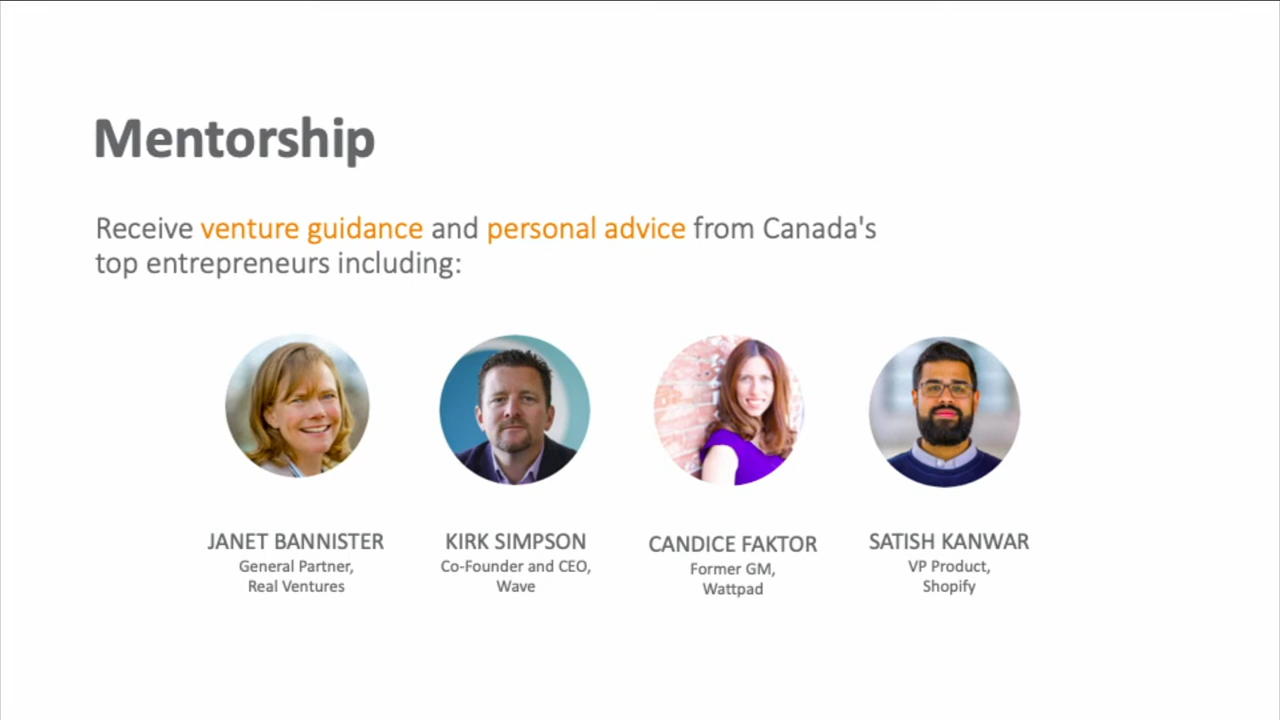 Mentorship
Receive venture guidance and personal advice from Canada's
top entrepreneurs including:
JANET BANNISTER
General Partner,
Real Ventures
KIRK SIMPSON
Co-Founder and CEO,
Wave
CANDICE FAKTOR
Former GM,
Wattpad
SATISH KANWAR
VP Product,
Shopify